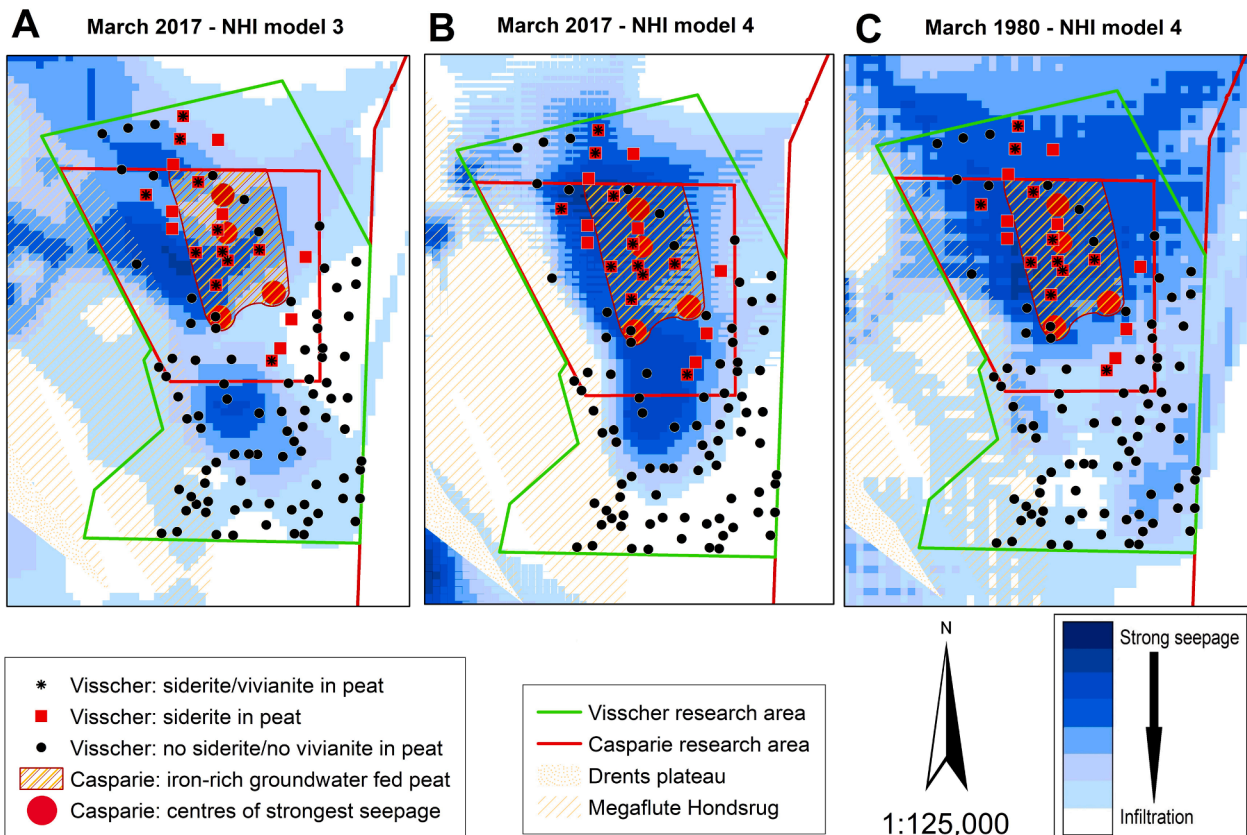 A March 2017 - NHI model 3
B March 2017 - NHI model 4
C March 1980 - NHI model 4
Visscher: siderite/vivianite in peat
Visscher: siderite in peat
Visscher: no siderite/no vivianite in peat
Casparie: iron-rich groundwater fed peat
Casparie: centres of strongest seepage
Visscher research area
Casparie research area
Drents plateau
Megaflute Hondsrug
N
1:125,000
Strong seepage
Infiltration